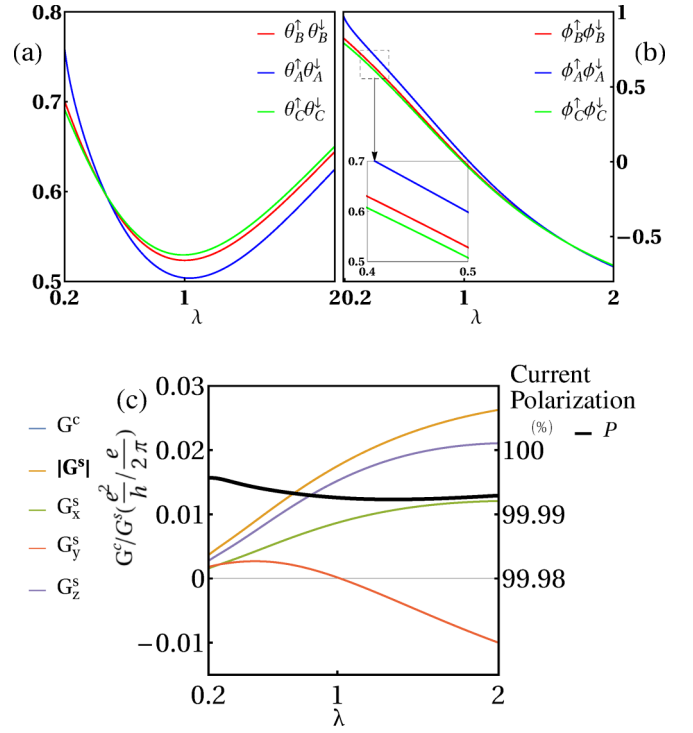 (a)
0.8
0.7
0.6
0.5
θ_B^↑ θ_B^↓
θ_A^↑ θ_A^↓
θ_C^↑ θ_C^↓
0.2 1 2
λ
(b)
ϕ_B^↑ ϕ_B^↓
ϕ_A^↑ ϕ_A^↓
ϕ_C^↑ ϕ_C^↓
1
0.5
0
−0.5
0.7
0.6
0.5
0.4 0.5
0.2 1 2
λ
(c)
G^c
|G^s|
G_x^s
G_y^s
G_z^s
G^c/G^s(e^2/h / e/2π)
0.03
0.02
0.01
0
−0.01
0.2 1 2
λ
Current
Polarization
(%) P
100
99.99
99.98